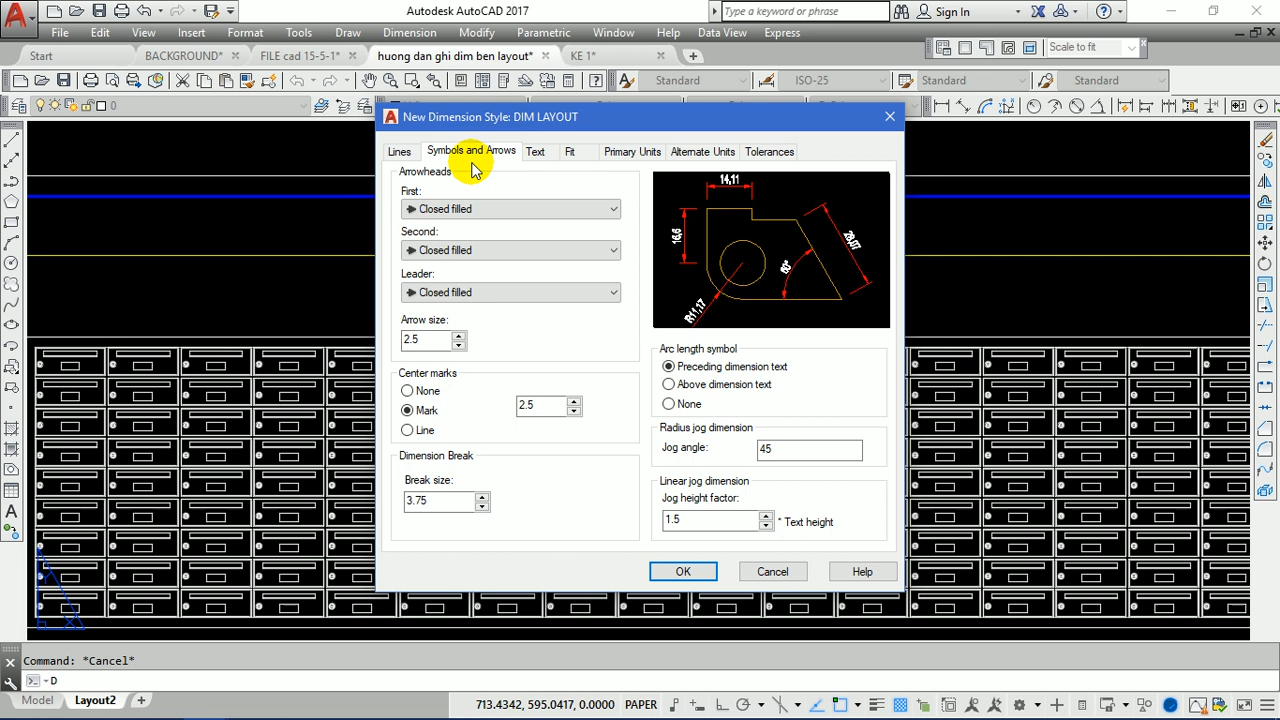 Autodesk AutoCAD 2017
Type a keyword or phrase
Sign In
File Edit View Insert Format Tools Draw Dimension Modify Parametric Window Help Data View Express
Start BACKGROUND* FILE cad 15-5-1* huong dan ghi dim ben layout* KE 1*
Scale to fit
Standard ISO-25 Standard Standard
0
New Dimension Style: DIM LAYOUT
Lines Symbols and Arrows Text Fit Primary Units Alternate Units Tolerances
Arrowheads
First:
Closed filled
Second:
Closed filled
Leader:
Closed filled
Arrow size:
2.5
Center marks
None
Mark
2.5
Line
Dimension Break
Break size:
3.75
14,11
16,6
28,07
60°
R11,17
Arc length symbol
Preceding dimension text
Above dimension text
None
Radius jog dimension
Jog angle: 45
Linear jog dimension
Jog height factor:
1.5 * Text height
OK Cancel Help
Y
X
Command: *Cancel*
D
Model Layout2
713.4342, 595.0417, 0.0000 PAPER